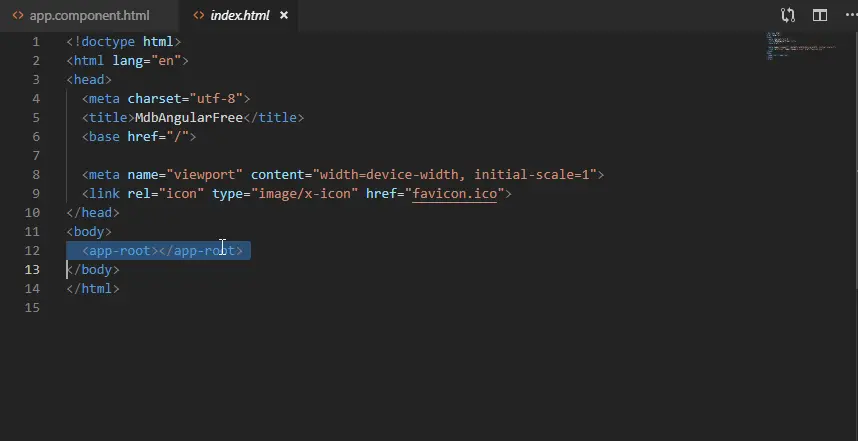 app.component.html index.html
1 <!doctype html>
2 <html lang="en">
3 <head>
4   <meta charset="utf-8">
5   <title>MdbAngularFree</title>
6   <base href="/">
7
8   <meta name="viewport" content="width=device-width, initial-scale=1">
9   <link rel="icon" type="image/x-icon" href="favicon.ico">
10 </head>
11 <body>
12   <app-root></app-root>
13 </body>
14 </html>
15